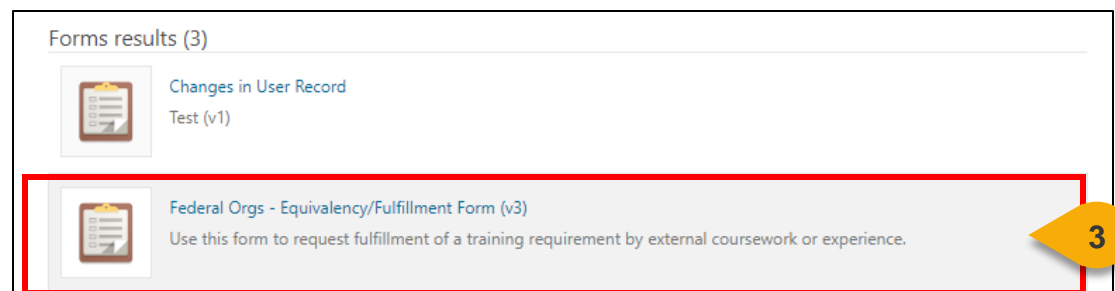 Forms results (3)
Changes in User Record
Test (v1)
Federal Orgs - Equivalency/Fulfillment Form (v3)
Use this form to request fulfillment of a training requirement by external coursework or experience.
3